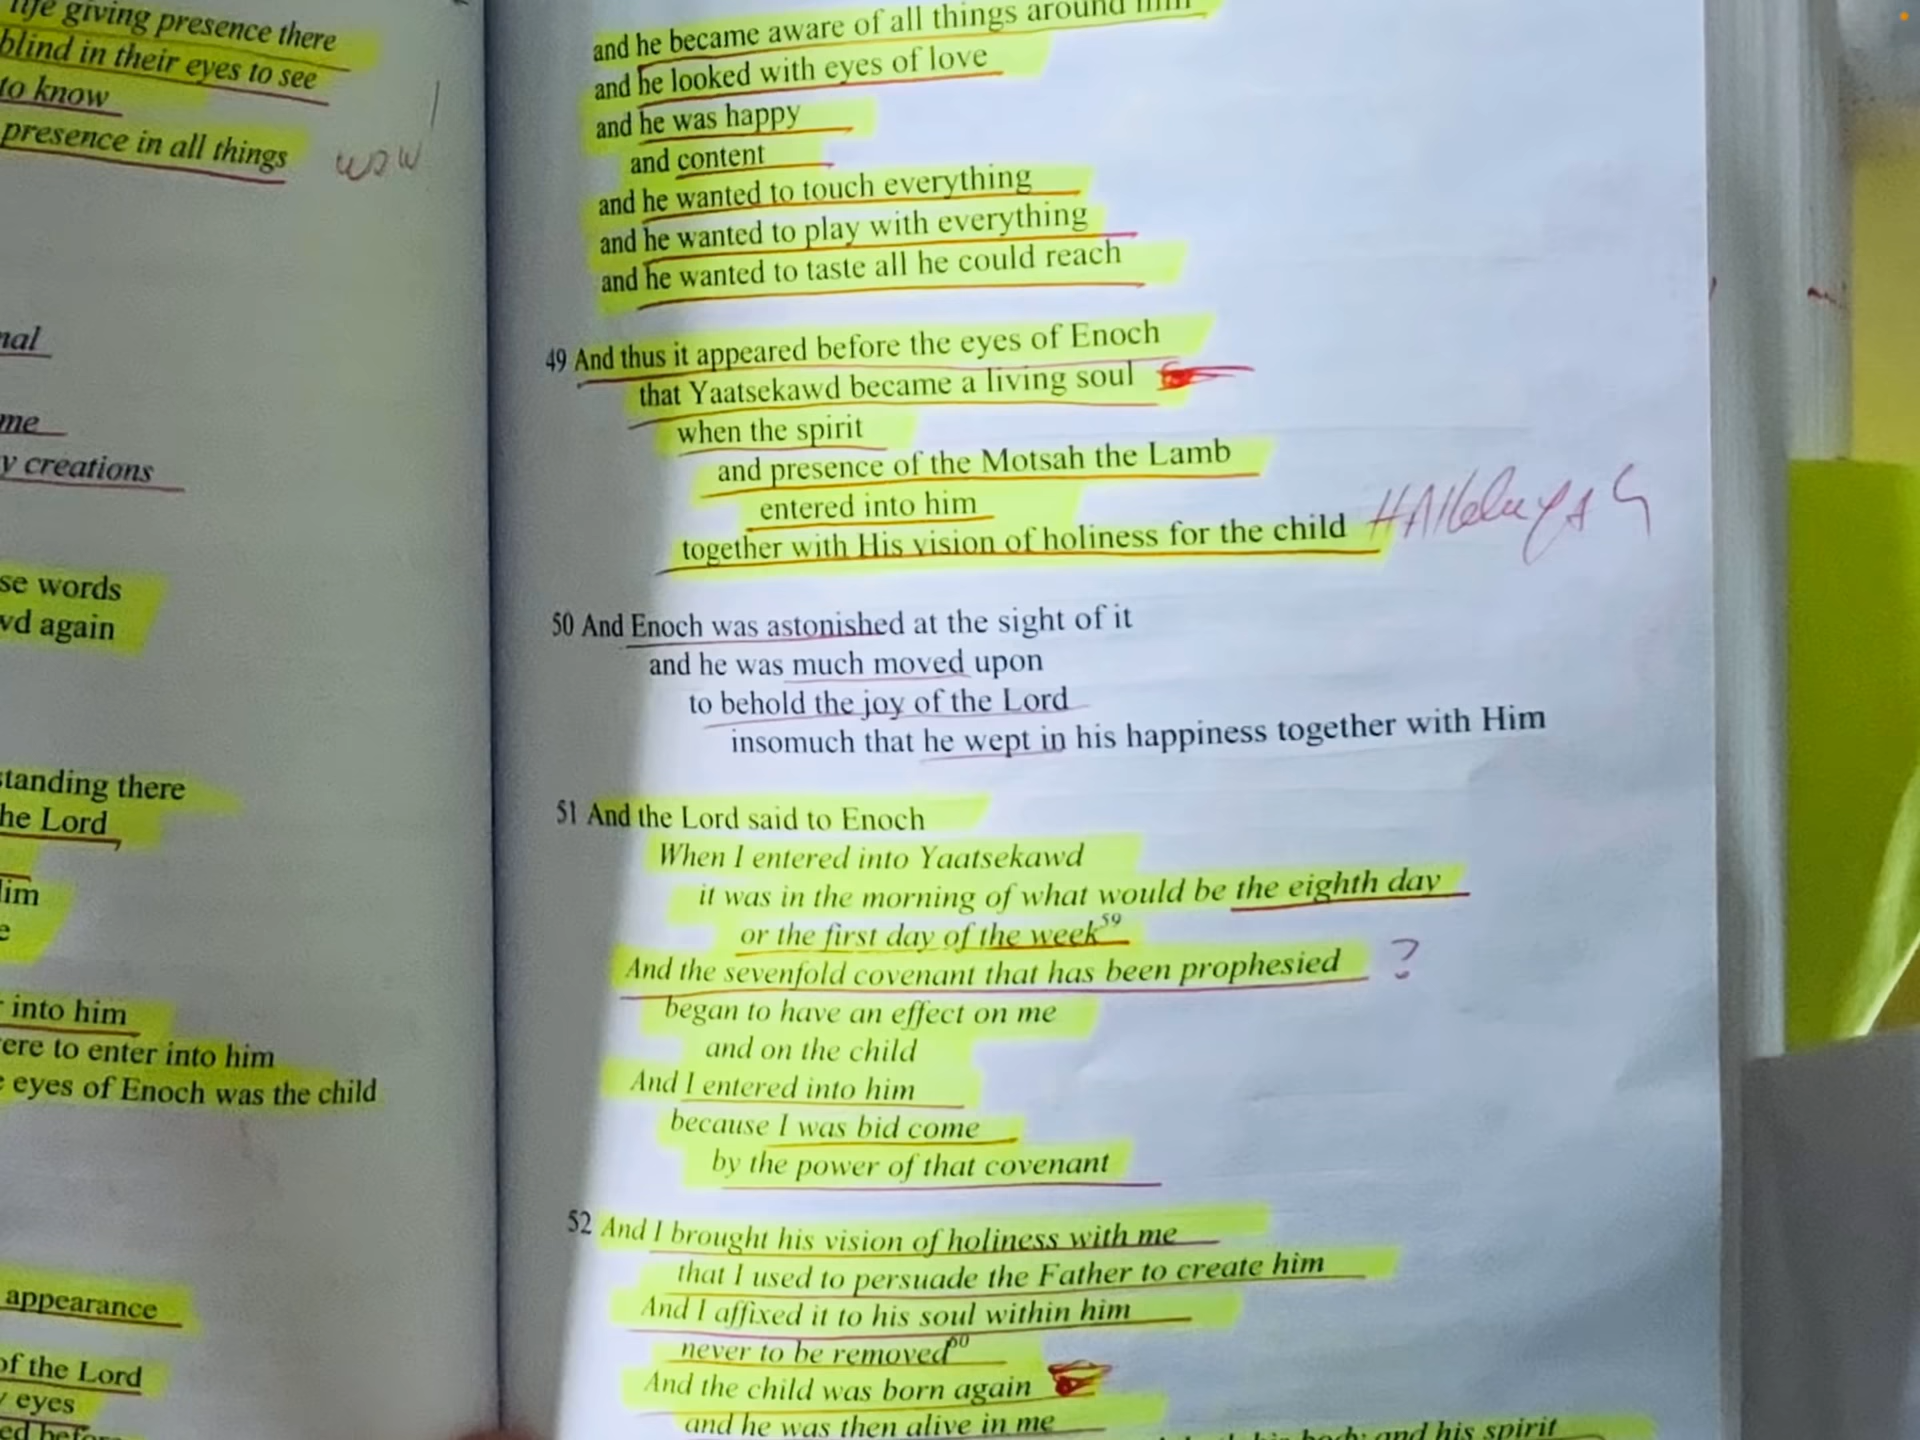 life giving presence there
blind in their eyes to see
to know
presence in all things wow
me
creations
words
again
standing there
Lord
into him
to enter into him
eyes of Enoch was the child
appearance
of the Lord
eyes
and he became aware of all things around him
and he looked with eyes of love
and he was happy
and content
and he wanted to touch everything
and he wanted to play with everything
and he wanted to taste all he could reach
49 And thus it appeared before the eyes of Enoch
that Yaatsekawd became a living soul
when the spirit
and presence of the Motsah the Lamb
entered into him
together with His vision of holiness for the child
50 And Enoch was astonished at the sight of it
and he was much moved upon
to behold the joy of the Lord
insomuch that he wept in his happiness together with Him
51 And the Lord said to Enoch
When I entered into Yaatsekawd
it was in the morning of what would be the eighth day
or the first day of the week59
And the sevenfold covenant that has been prophesied ?
began to have an effect on me
and on the child
And I entered into him
because I was bid come
by the power of that covenant
52 And I brought his vision of holiness with me
that I used to persuade the Father to create him
And I affixed it to his soul within him
never to be removed60
And the child was born again
and he was then alive in me
body and his spirit